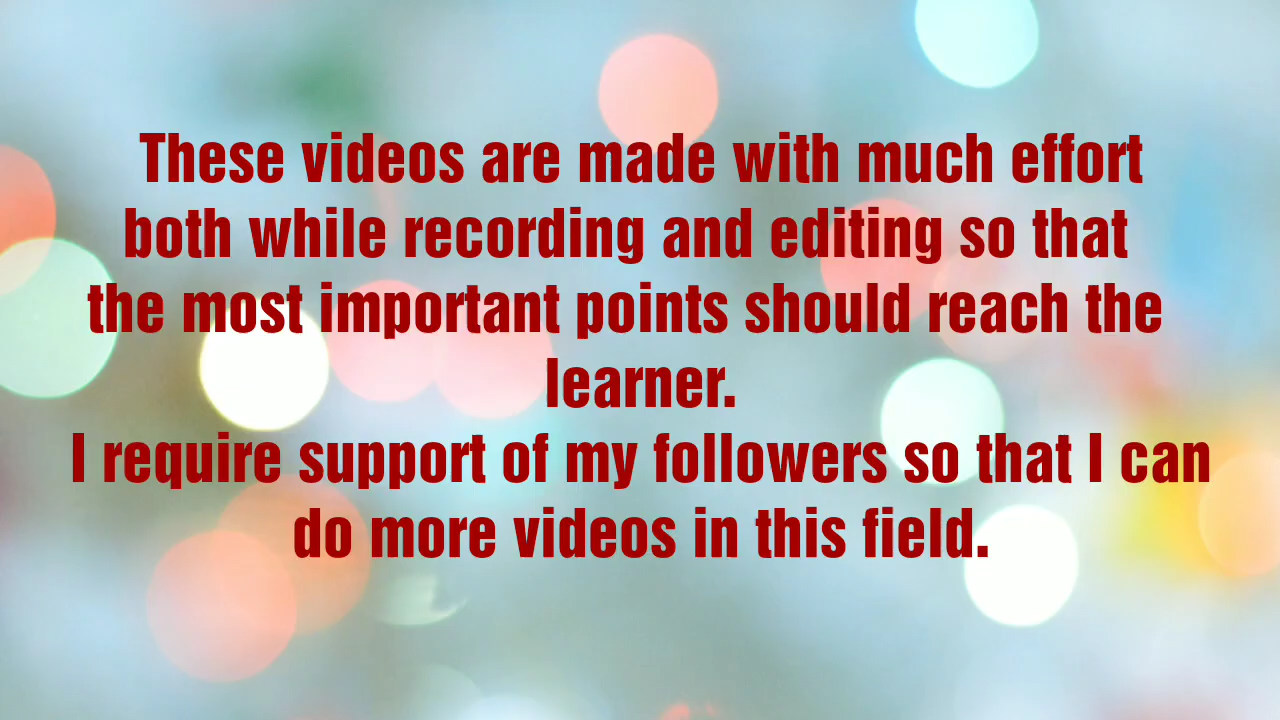 These videos are made with much effort
both while recording and editing so that
the most important points should reach the
learner.
I require support of my followers so that I can
do more videos in this field.